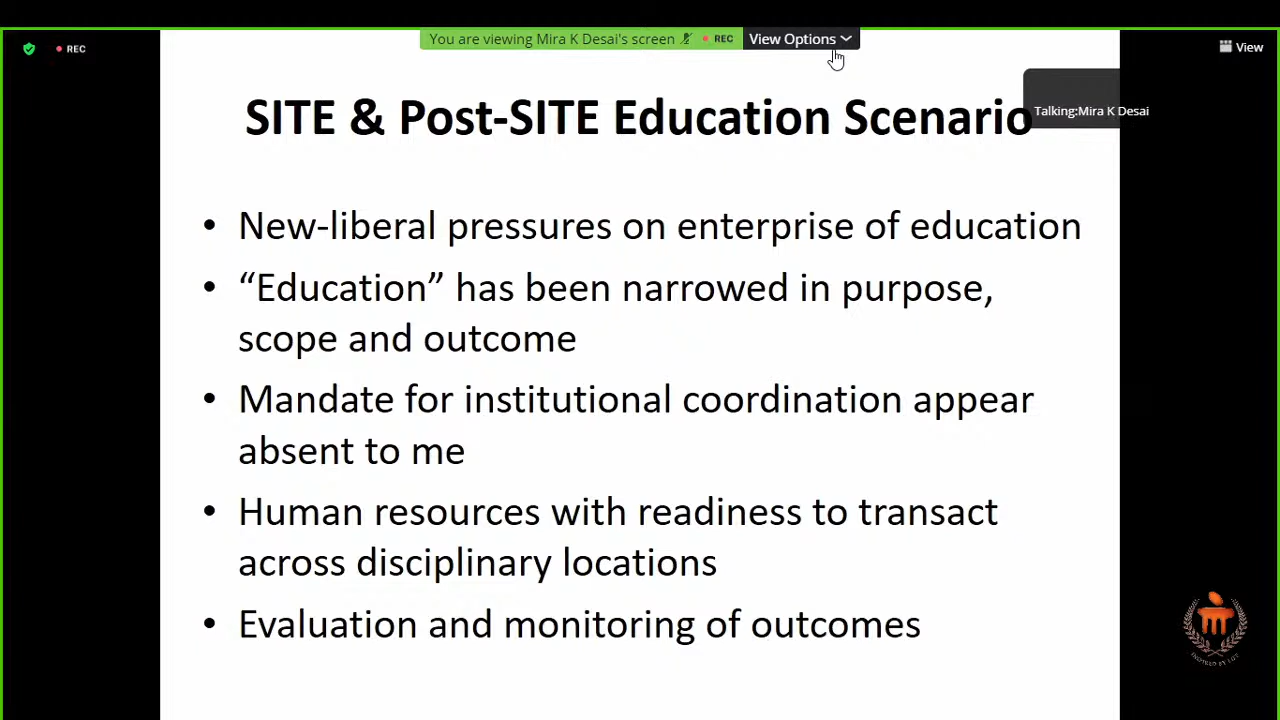 REC
You are viewing Mira K Desai's screen
REC
View Options
View
Talking:Mira K Desai
SITE & Post-SITE Education Scenario
• New-liberal pressures on enterprise of education
• “Education” has been narrowed in purpose,
scope and outcome
• Mandate for institutional coordination appear
absent to me
• Human resources with readiness to transact
across disciplinary locations
• Evaluation and monitoring of outcomes
INSPIRED BY LIFE